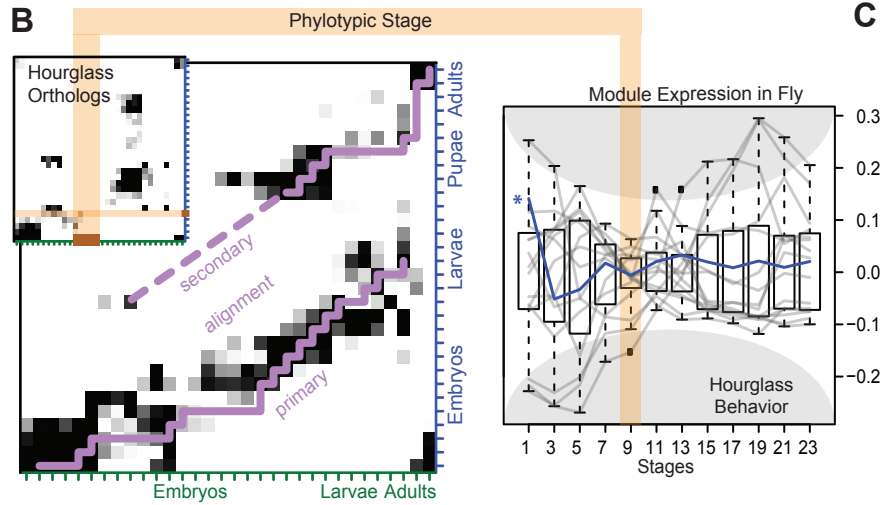 B
Phylotypic Stage
C
Hourglass
Orthologs
Adults
Pupae
Larvae
Embryos
secondary
alignment
primary
Embryos
Larvae Adults
Module Expression in Fly
0.3
0.2
0.1
0.0
−0.1
−0.2
*
Hourglass
Behavior
1 3 5 7 9 11 13 15 17 19 21 23
Stages